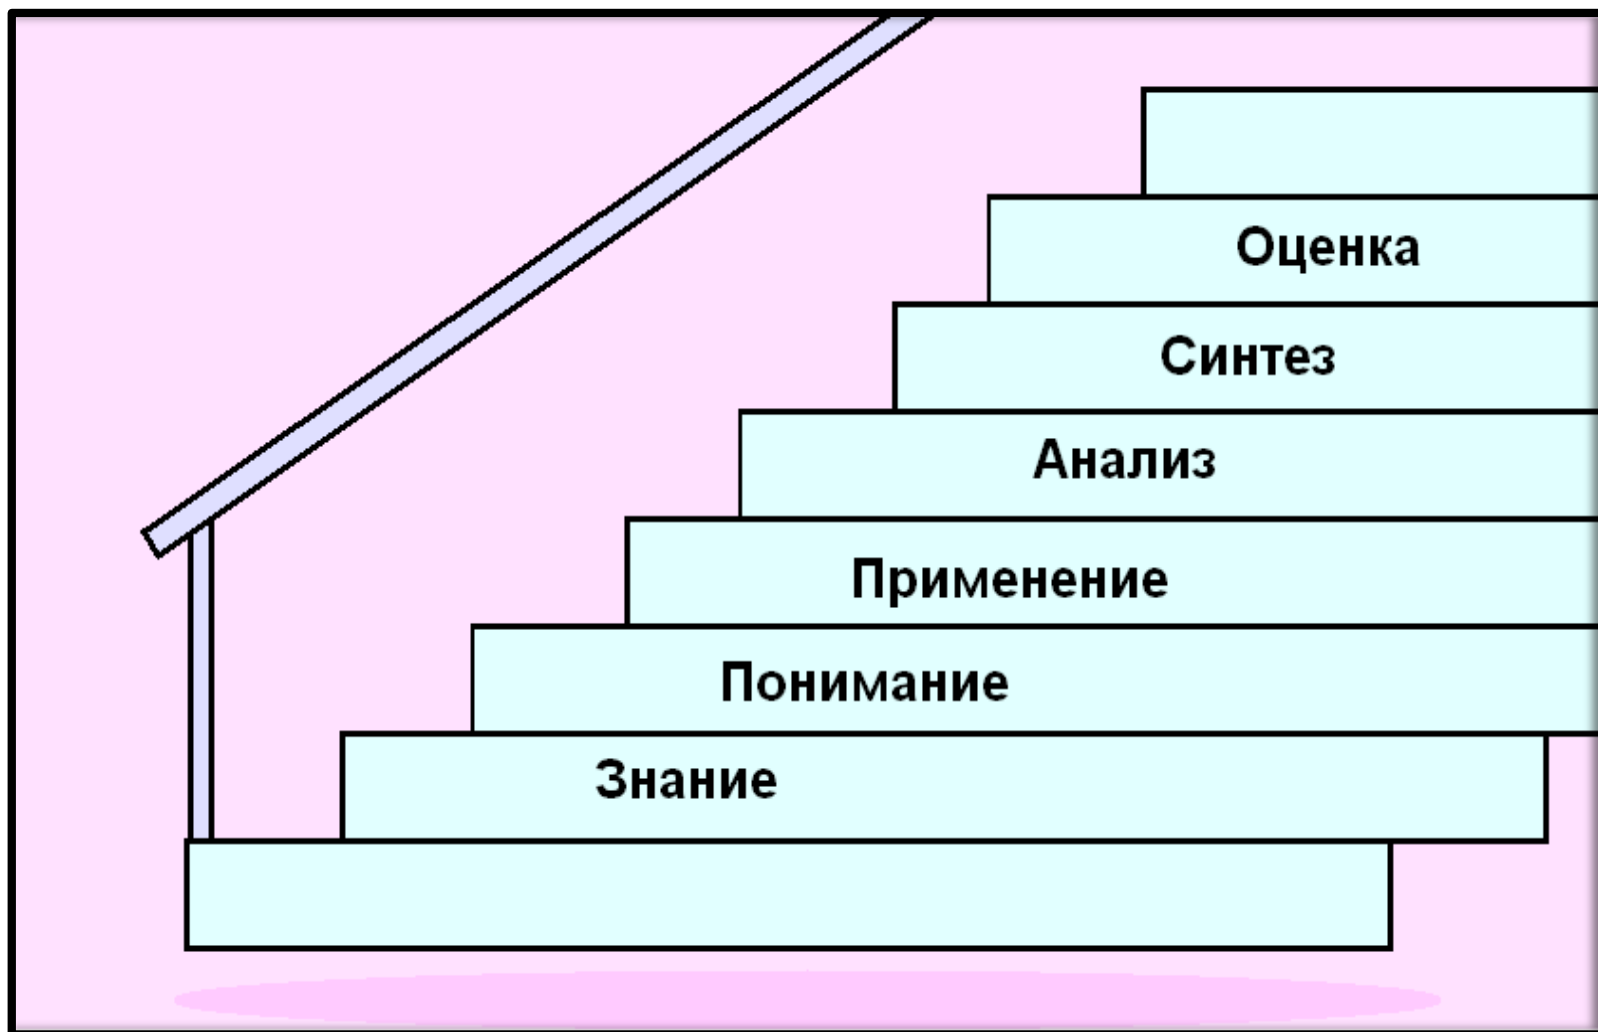 Оценка
Синтез
Анализ
Применение
Понимание
Знание